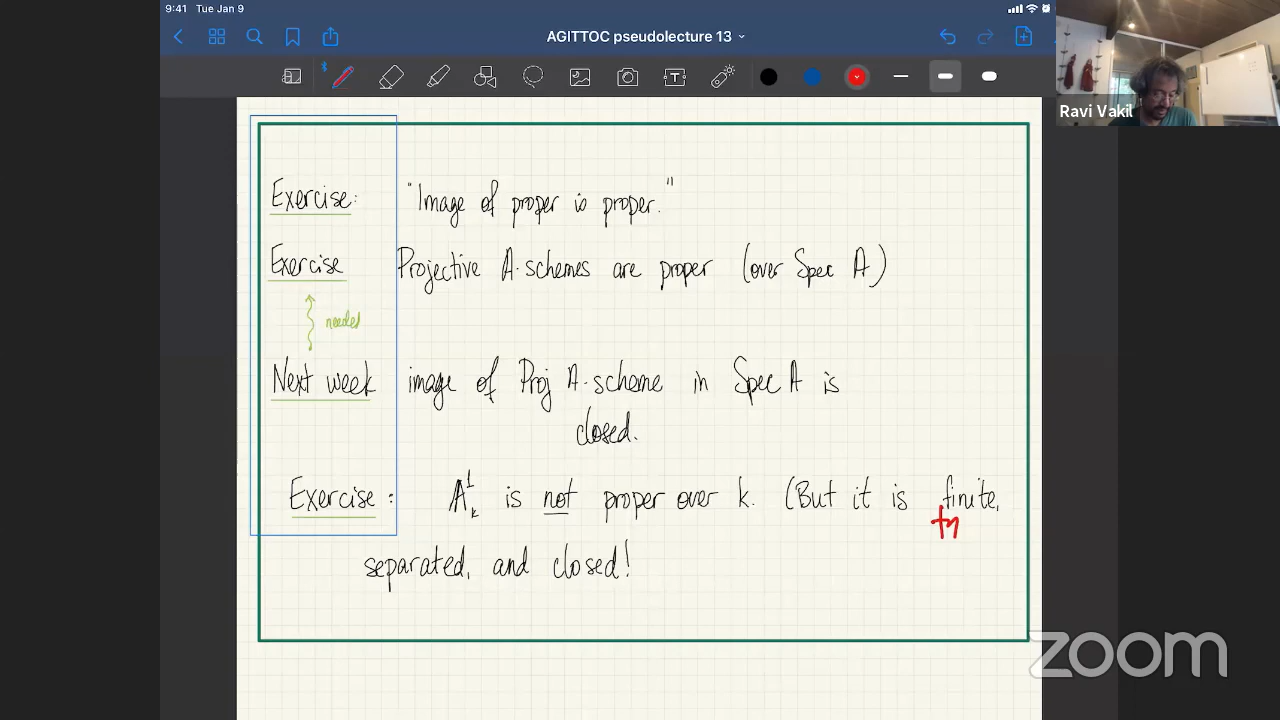 9:41 Tue Jan 9
AGITTOC pseudolecture 13
Ravi Vakil
Exercise: "Image of proper is proper."
Exercise Projective A-schemes are proper (over Spec A)
needed
Next week image of Proj A-scheme in Spec A is
closed.
Exercise: A¹ₖ is not proper over k. (But it is finite,
ty
separated, and closed!
zoom